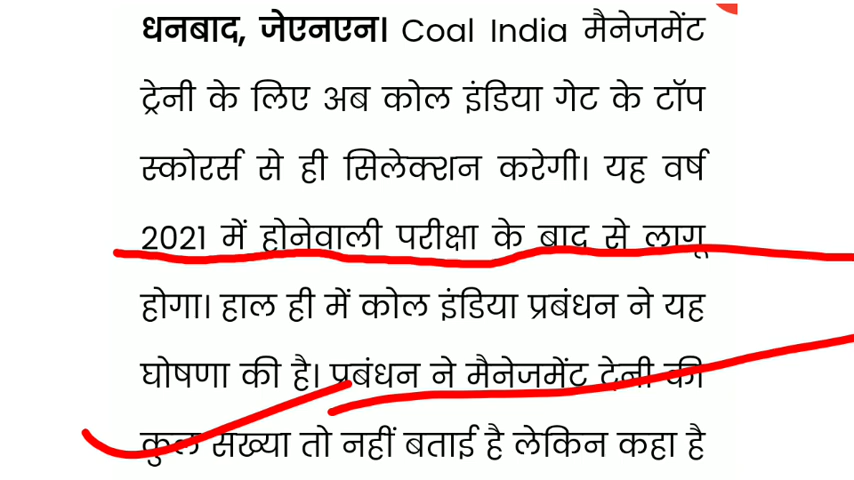 धनबाद, जेएनएन। Coal India मैनेजमेंट
ट्रेनी के लिए अब कोल इंडिया गेट के टॉप
स्कोरर्स से ही सिलेक्शन करेगी। यह वर्ष
2021 में होनेवाली परीक्षा के बाद से लागू
होगा। हाल ही में कोल इंडिया प्रबंधन ने यह
घोषणा की है। प्रबंधन ने मैनेजमेंट ट्रेनी की
कुल संख्या तो नहीं बताई है लेकिन कहा है